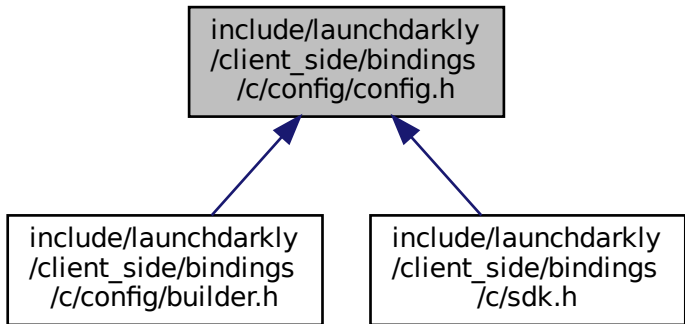 include/launchdarkly
/client_side/bindings
/c/config/config.h
include/launchdarkly
/client_side/bindings
/c/config/builder.h
include/launchdarkly
/client_side/bindings
/c/sdk.h